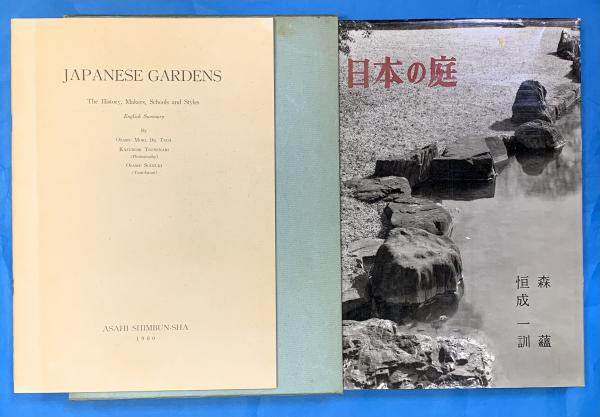 JAPANESE GARDENS
The History, Makers, Schools and Styles
English Summary
By
OSAMU MORI, DR. TECH.
KAZUNORI TSUNENARI
(Photography)
OSAMU SUZUKI
(Translation)
ASAHI SHIMBUN-SHA
1960
日本の庭
森 蘊
恒成一訓